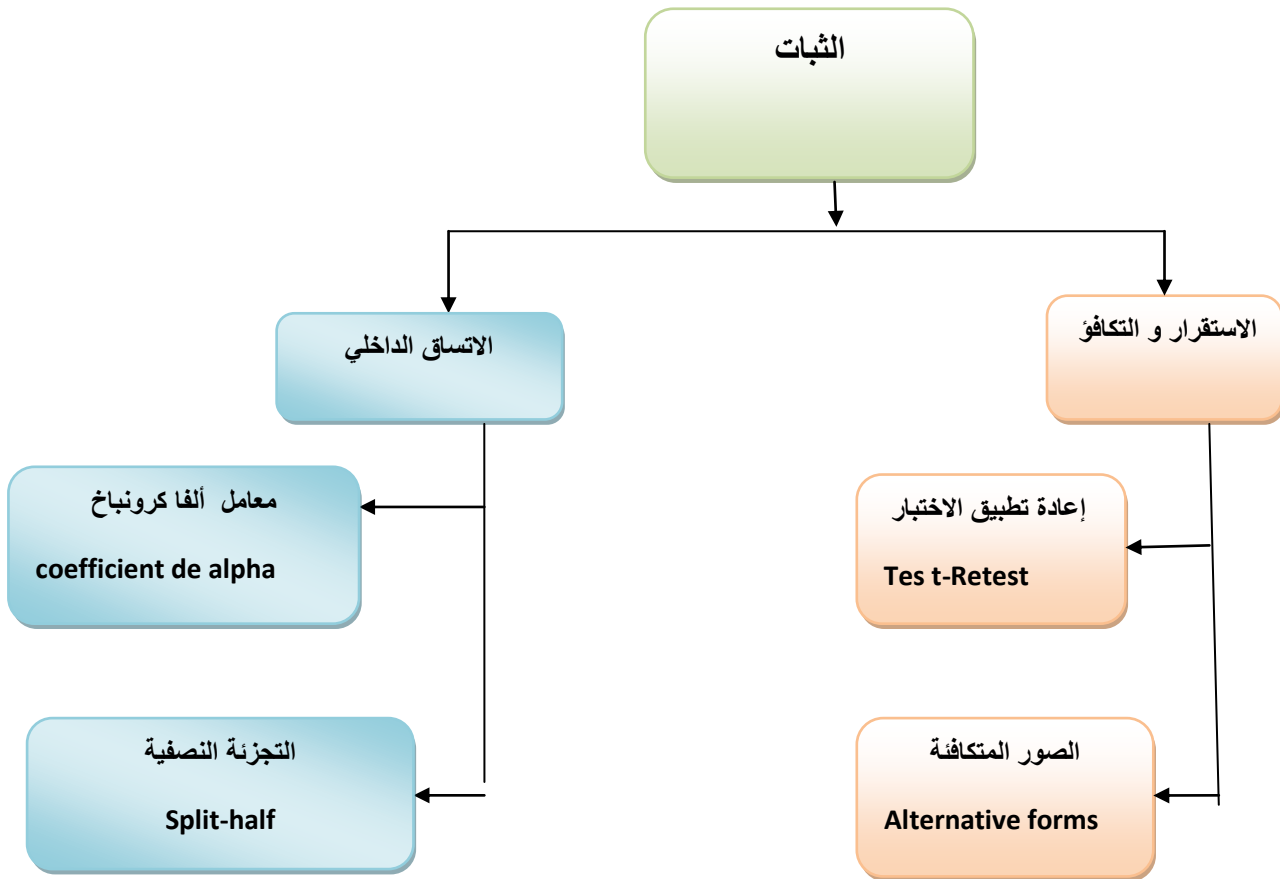 الثبات
الاستقرار و التكافؤ
الاتساق الداخلي
إعادة تطبيق الاختبار
Tes t-Retest
معامل ألفا كرونباخ
coefficient de alpha
الصور المتكافئة
Alternative forms
التجزئة النصفية
Split-half